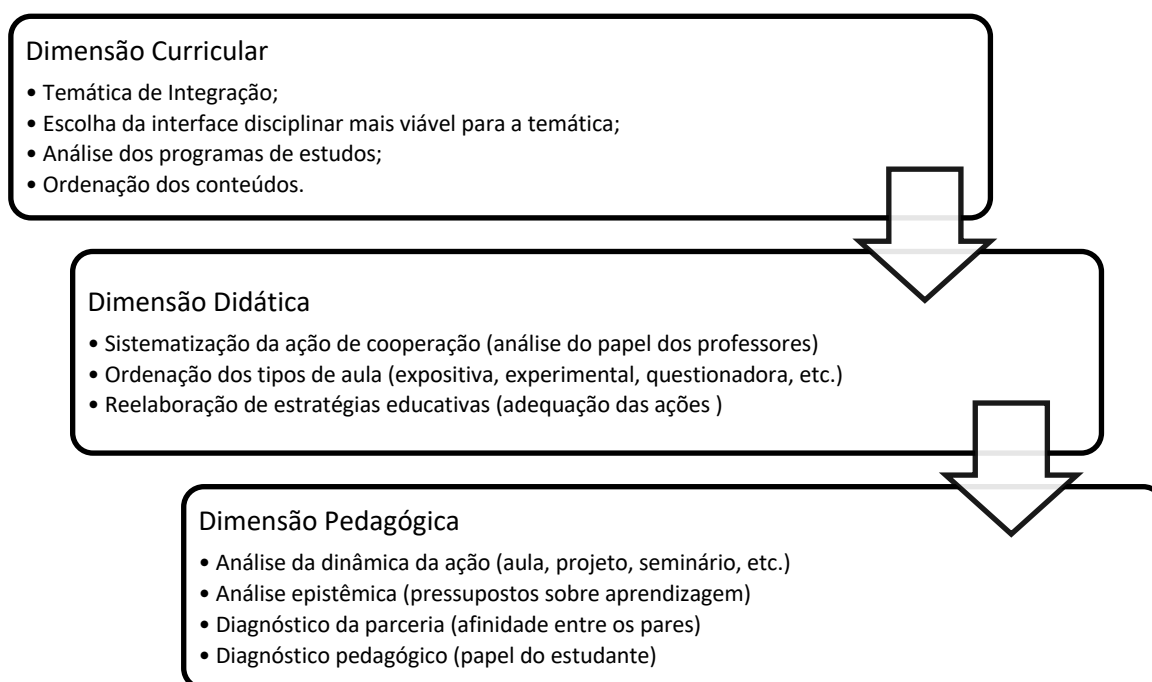 Dimensão Curricular
• Temática de Integração;
• Escolha da interface disciplinar mais viável para a temática;
• Análise dos programas de estudos;
• Ordenação dos conteúdos.
Dimensão Didática
• Sistematização da ação de cooperação (análise do papel dos professores)
• Ordenação dos tipos de aula (expositiva, experimental, questionadora, etc.)
• Reelaboração de estratégias educativas (adequação das ações )
Dimensão Pedagógica
• Análise da dinâmica da ação (aula, projeto, seminário, etc.)
• Análise epistêmica (pressupostos sobre aprendizagem)
• Diagnóstico da parceria (afinidade entre os pares)
• Diagnóstico pedagógico (papel do estudante)